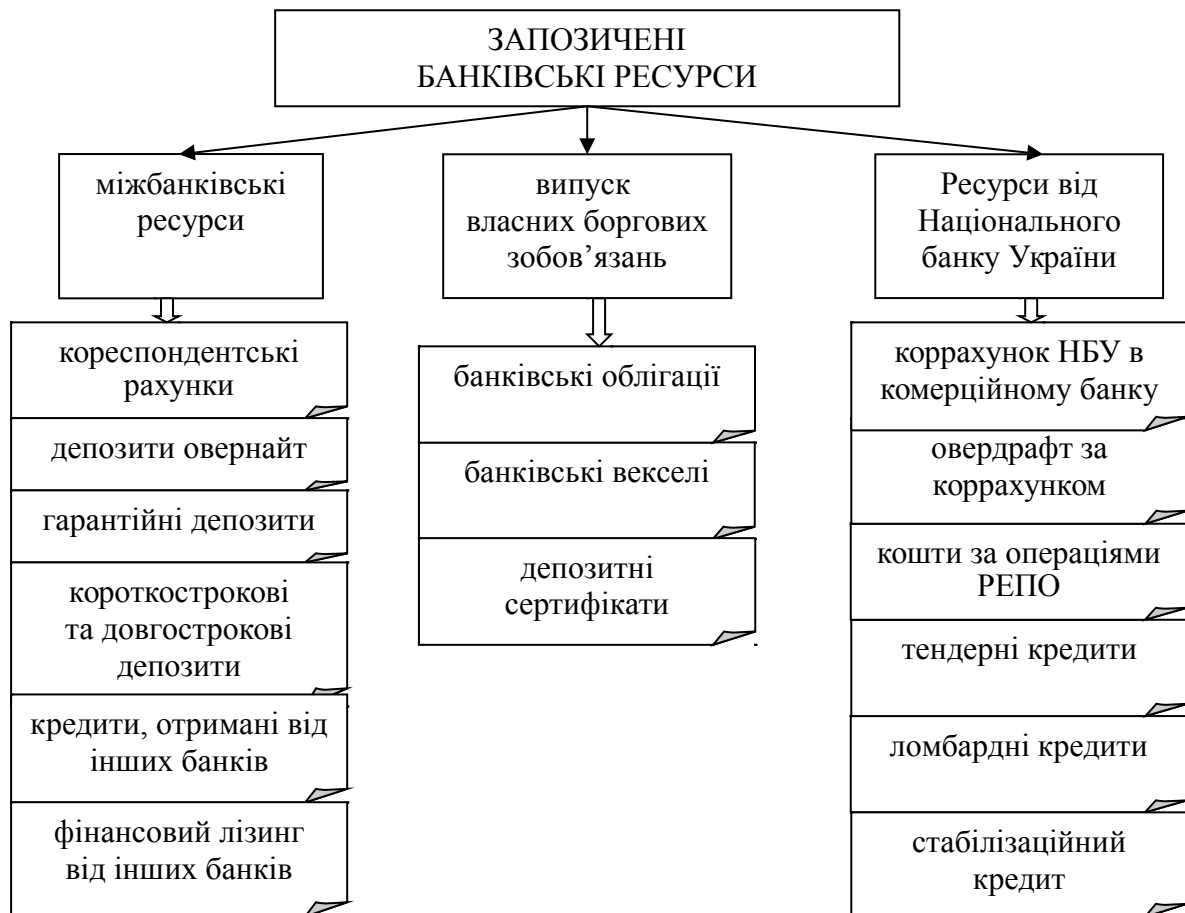 ЗАПОЗИЧЕНІ
БАНКІВСЬКІ РЕСУРСИ
міжбанківські
ресурси
кореспондентські
рахунки
депозити овернайт
гарантійні депозити
короткострокові
та довгострокові
депозити
кредити, отримані від
інших банків
фінансовий лізинг
від інших банків
випуск
власних боргових
зобов’язань
банківські облігації
банківські векселі
депозитні
сертифікати
Ресурси від
Національного
банку України
коррахунок НБУ в
комерційному банку
овердрафт за
коррахунком
кошти за операціями
РЕПО
тендерні кредити
ломбардні кредити
стабілізаційний
кредит